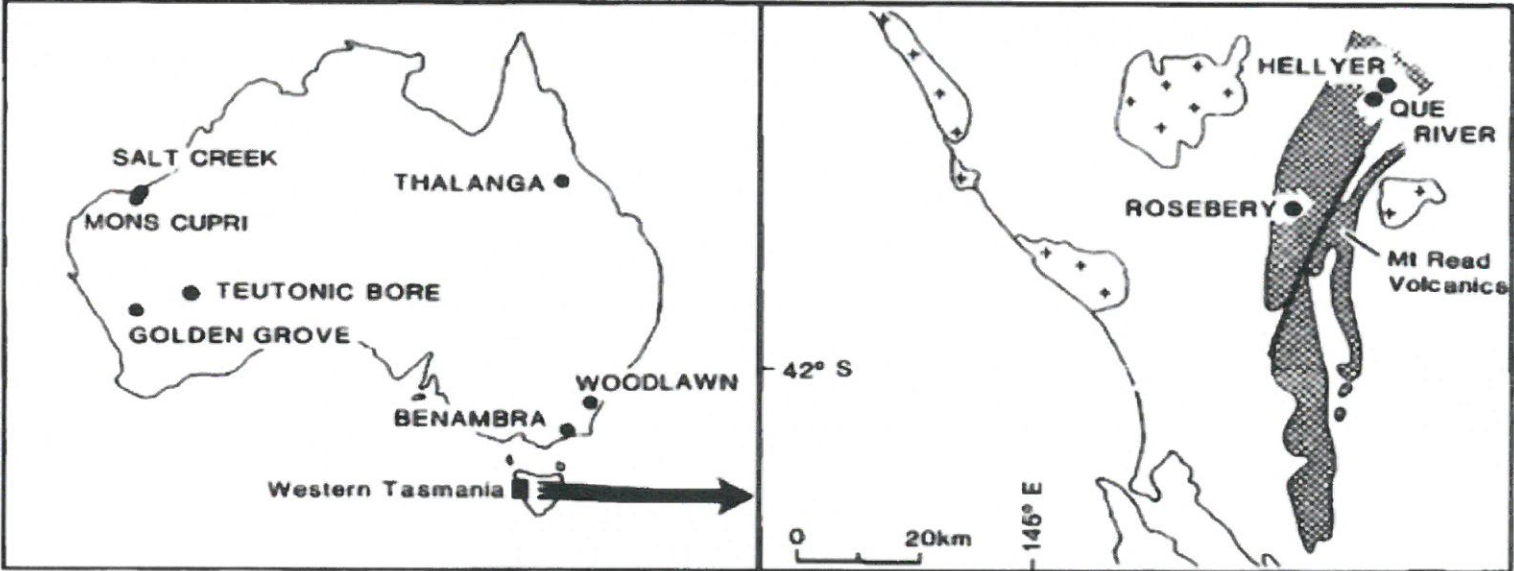 SALT CREEK
MONS CUPRI
THALANGA
TEUTONIC BORE
GOLDEN GROVE
WOODLAWN
BENAMBRA
Western Tasmania
HELLYER
QUE
RIVER
ROSEBERY
Mt Read
Volcanics
42° S
0 20km
145° E